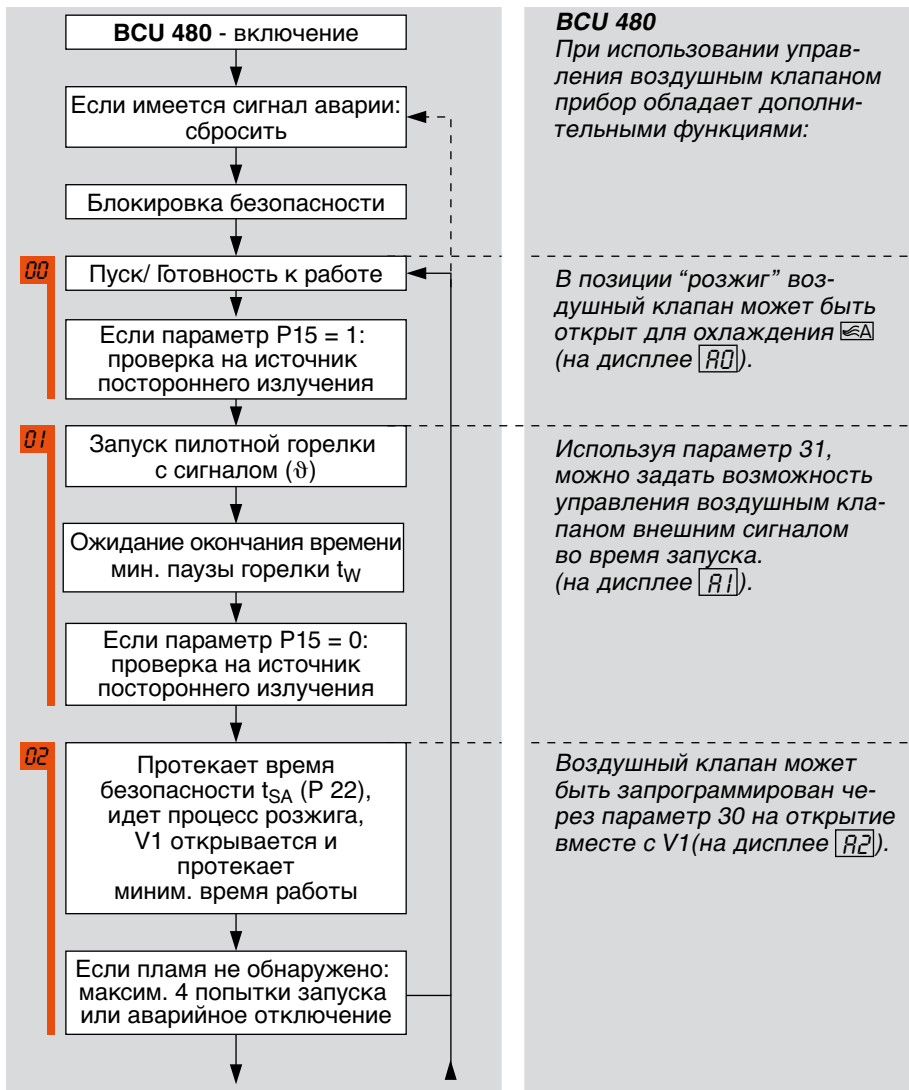 BCU 480 - включение
Если имеется сигнал аварии:
сбросить
Блокировка безопасности
00
Пуск/ Готовность к работе
Если параметр P15 = 1:
проверка на источник
постороннего излучения
01
Запуск пилотной горелки
с сигналом (ϑ)
Ожидание окончания времени
мин. паузы горелки tW
Если параметр P15 = 0:
проверка на источник
постороннего излучения
02
Протекает время
безопасности tSA (P 22),
идет процесс розжига,
V1 открывается и
протекает
миним. время работы
Если пламя не обнаружено:
максим. 4 попытки запуска
или аварийное отключение
BCU 480
При использовании управ-
ления воздушным клапаном
прибор обладает дополни-
тельными функциями:
В позиции “розжиг” воз-
душный клапан может быть
открыт для охлаждения A
(на дисплее A0).
Используя параметр 31,
можно задать возможность
управления воздушным кла-
паном внешним сигналом
во время запуска.
(на дисплее A1).
Воздушный клапан может
быть запрограммирован че-
рез параметр 30 на открытие
вместе с V1(на дисплее A2).